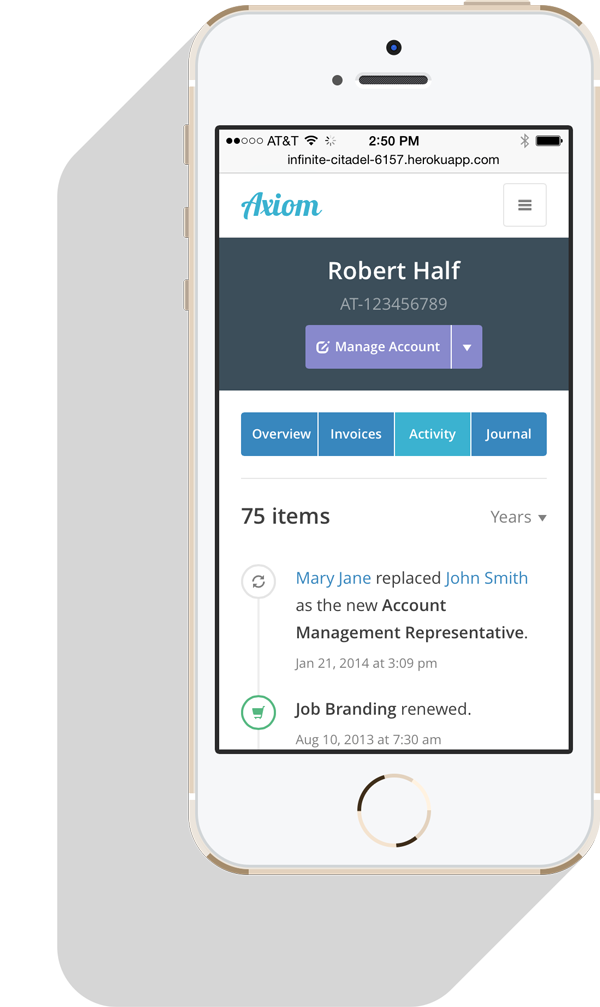 AT&T 2:50 PM
infinite-citadel-6157.herokuapp.com
Axiom
Robert Half
AT-123456789
Manage Account
Overview Invoices Activity Journal
75 items Years
Mary Jane replaced John Smith
as the new Account
Management Representative.
Jan 21, 2014 at 3:09 pm
Job Branding renewed.
Aug 10, 2013 at 7:30 am